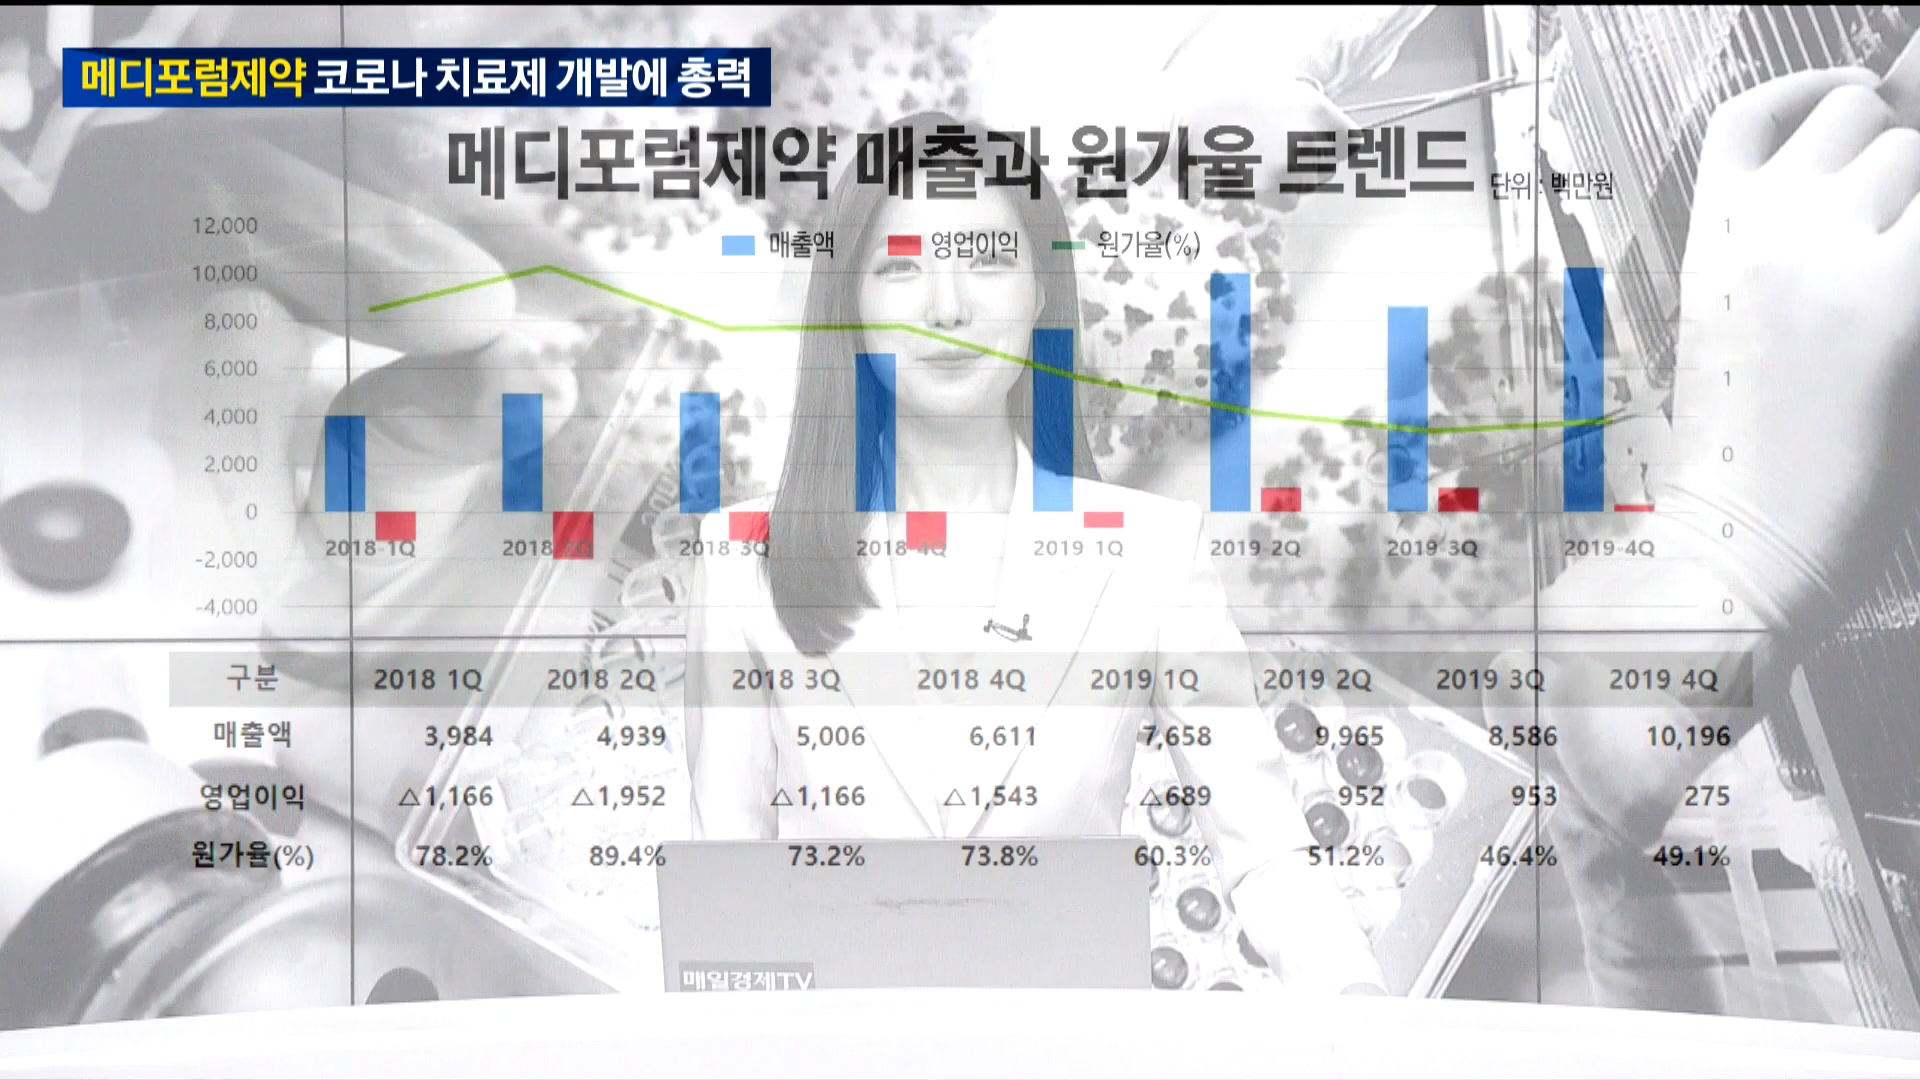 메디포럼제약 코로나 치료제 개발에 총력
메디포럼제약 매출과 원가율 트렌드
단위 : 백만원
매출액 영업이익 원가율(%)
12,000 1
10,000
8,000 1
6,000 1
4,000
2,000 0
0 0
-2,000
-4,000 0
2018-1Q 2018-2Q 2018-3Q 2018-4Q 2019-1Q 2019-2Q 2019-3Q 2019-4Q
구분 2018 1Q 2018 2Q 2018 3Q 2018 4Q 2019 1Q 2019 2Q 2019 3Q 2019 4Q
매출액 3,984 4,939 5,006 6,611 7,658 9,965 8,586 10,196
영업이익 △1,166 △1,952 △1,166 △1,543 △689 952 953 275
원가율(%) 78.2% 89.4% 73.2% 73.8% 60.3% 51.2% 46.4% 49.1%
매일경제TV